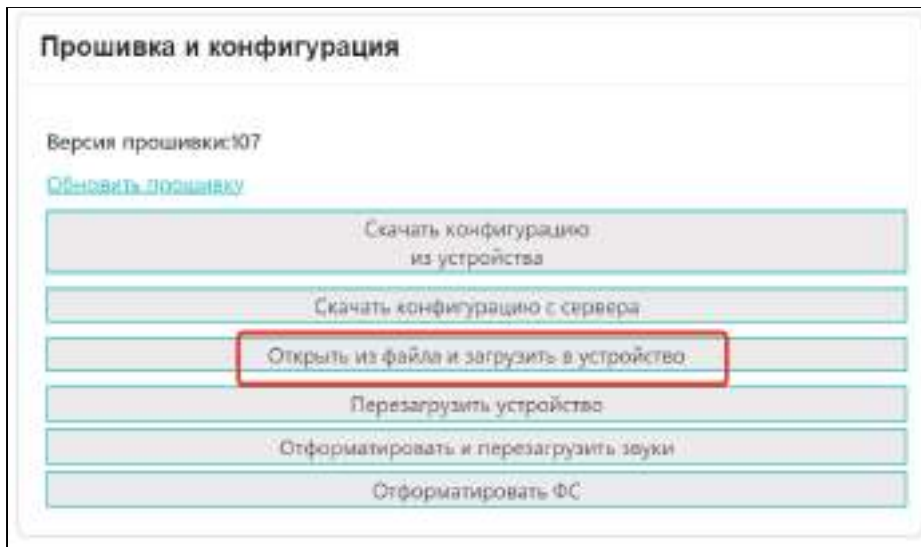 Прошивка и конфигурация
Версия прошивки:107
Обновить прошивку
Скачать конфигурацию
из устройства
Скачать конфигурацию с сервера
Открыть из файла и загрузить в устройство
Перезагрузить устройство
Отформатировать и перезагрузить звуки
Отформатировать ФС